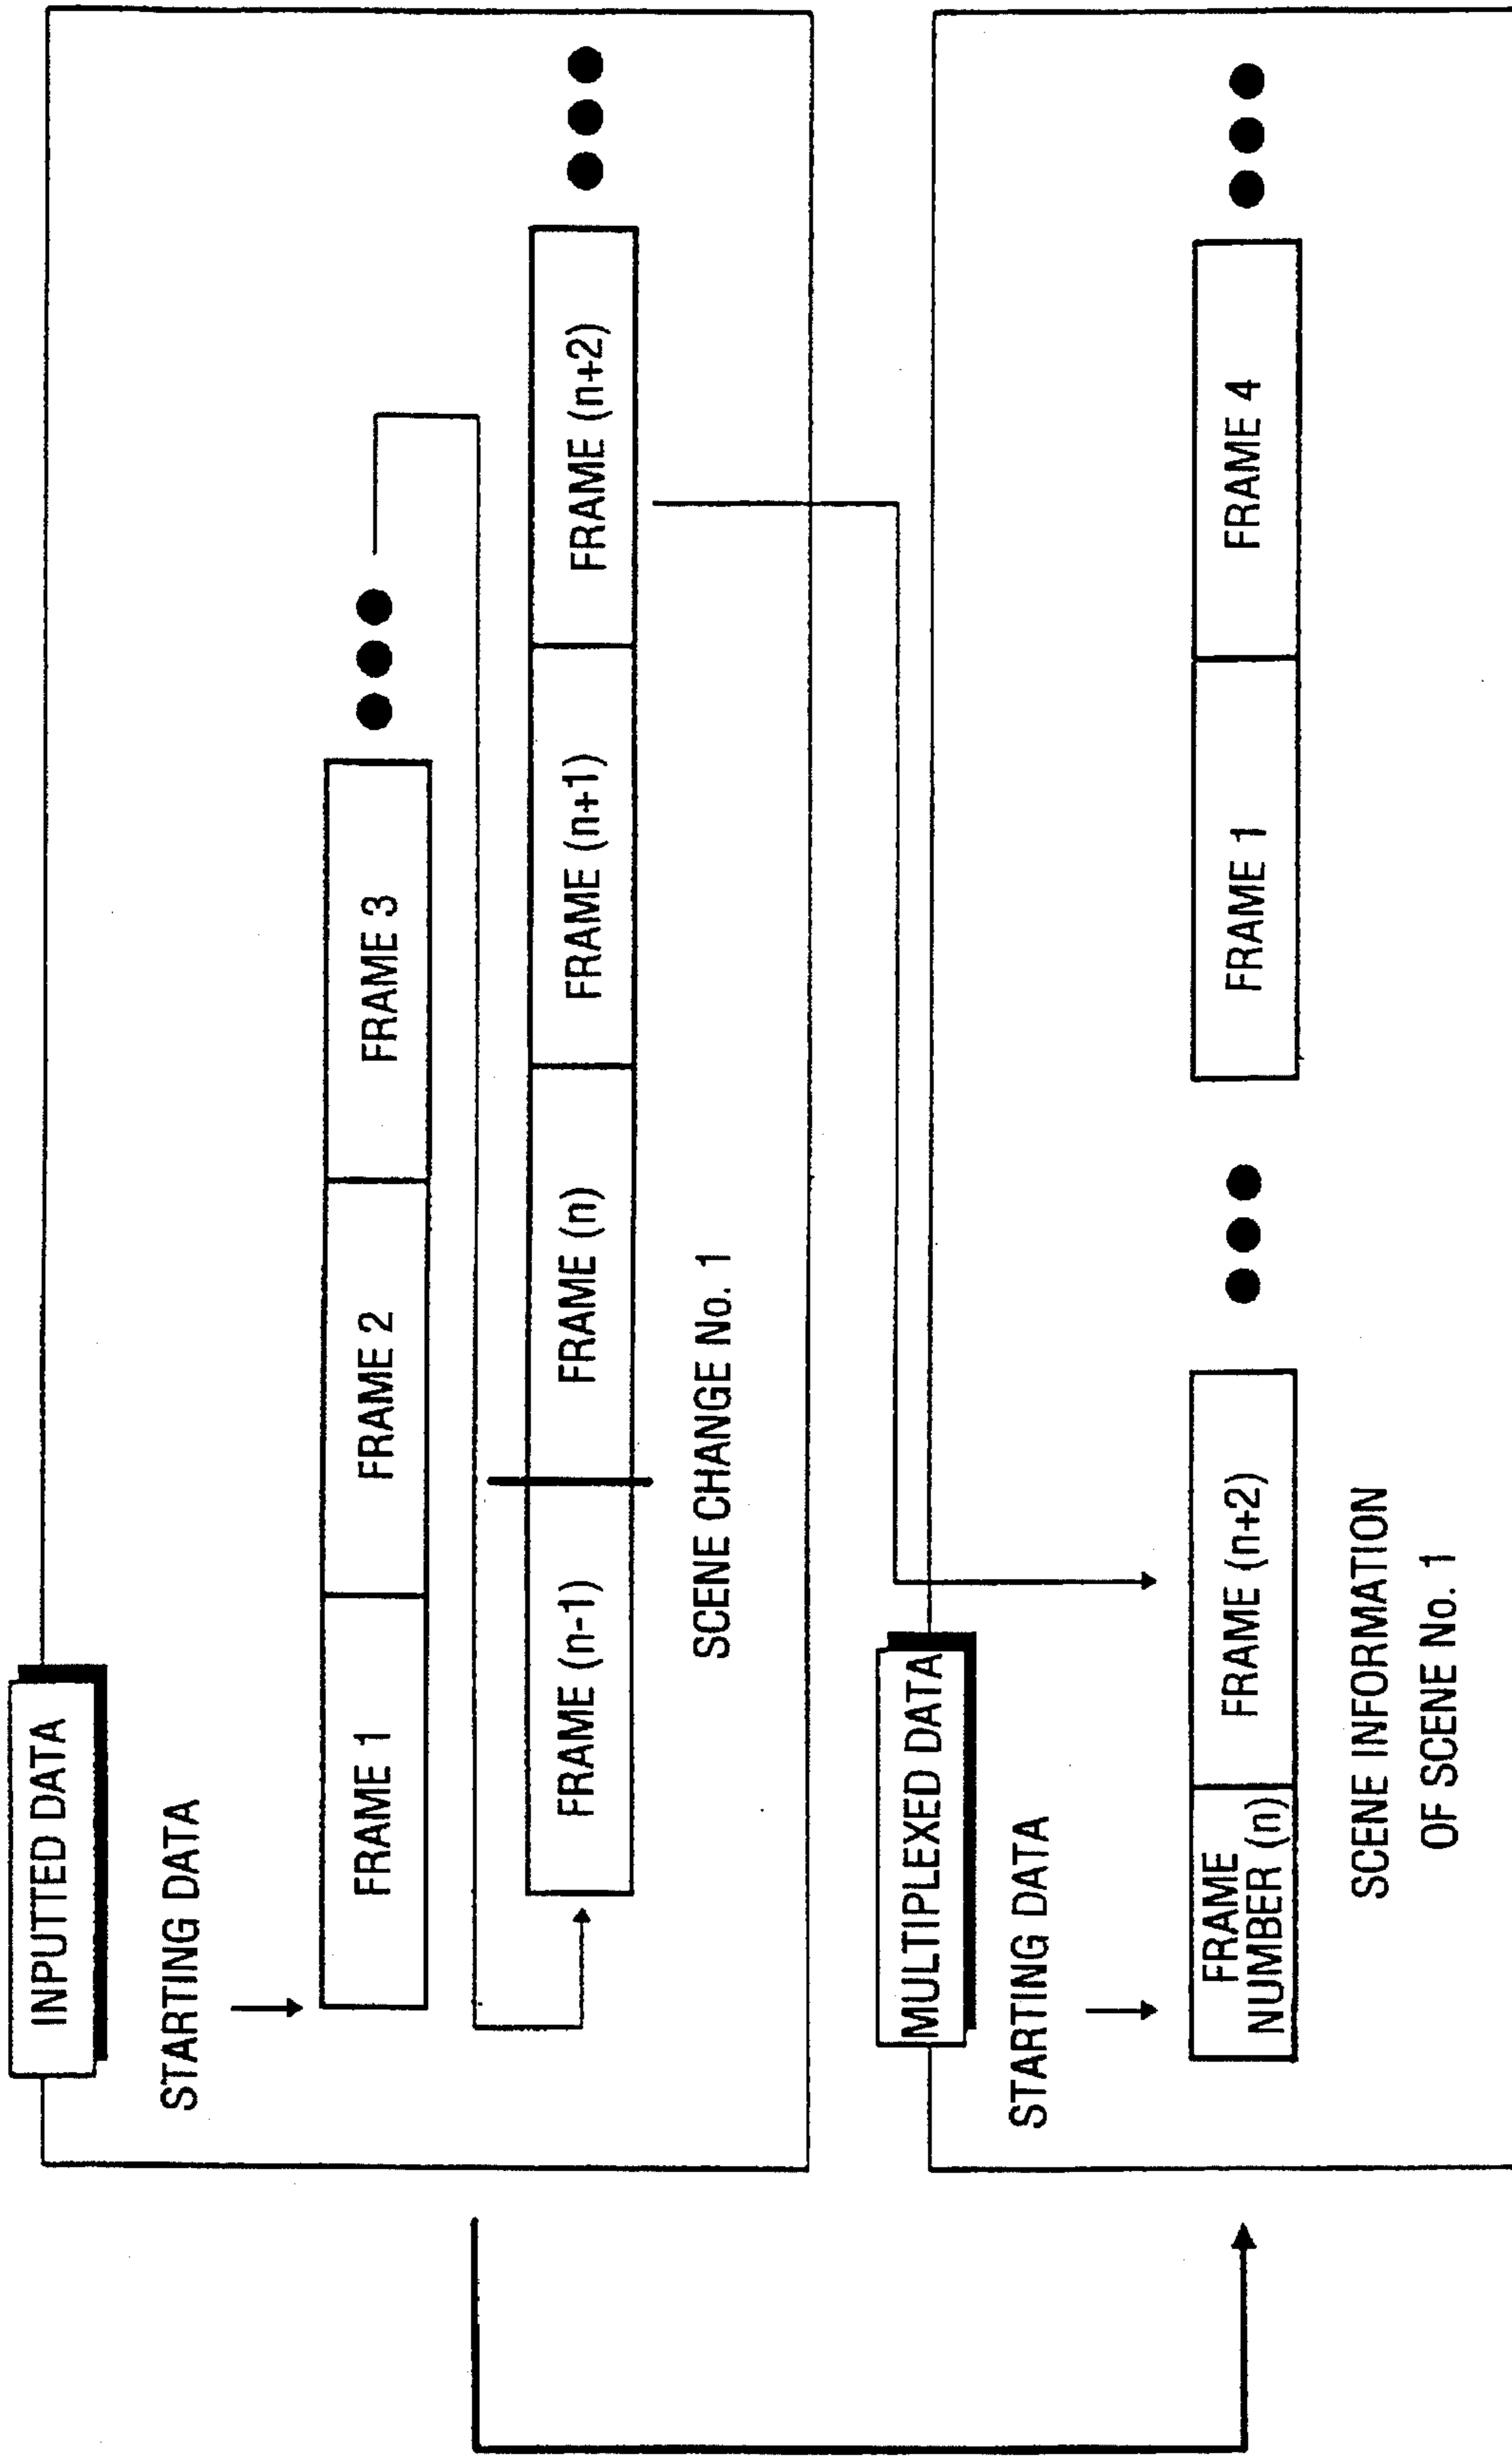 INPUTTED DATA
STARTING DATA
FRAME 1
FRAME 2
FRAME 3
FRAME (n-1)
FRAME (n)
FRAME (n+1)
FRAME (n+2)
SCENE CHANGE No. 1
MULTIPLEXED DATA
STARTING DATA
FRAME
NUMBER (n)
FRAME (n+2)
FRAME 1
FRAME 4
SCENE INFORMATION
OF SCENE No. 1